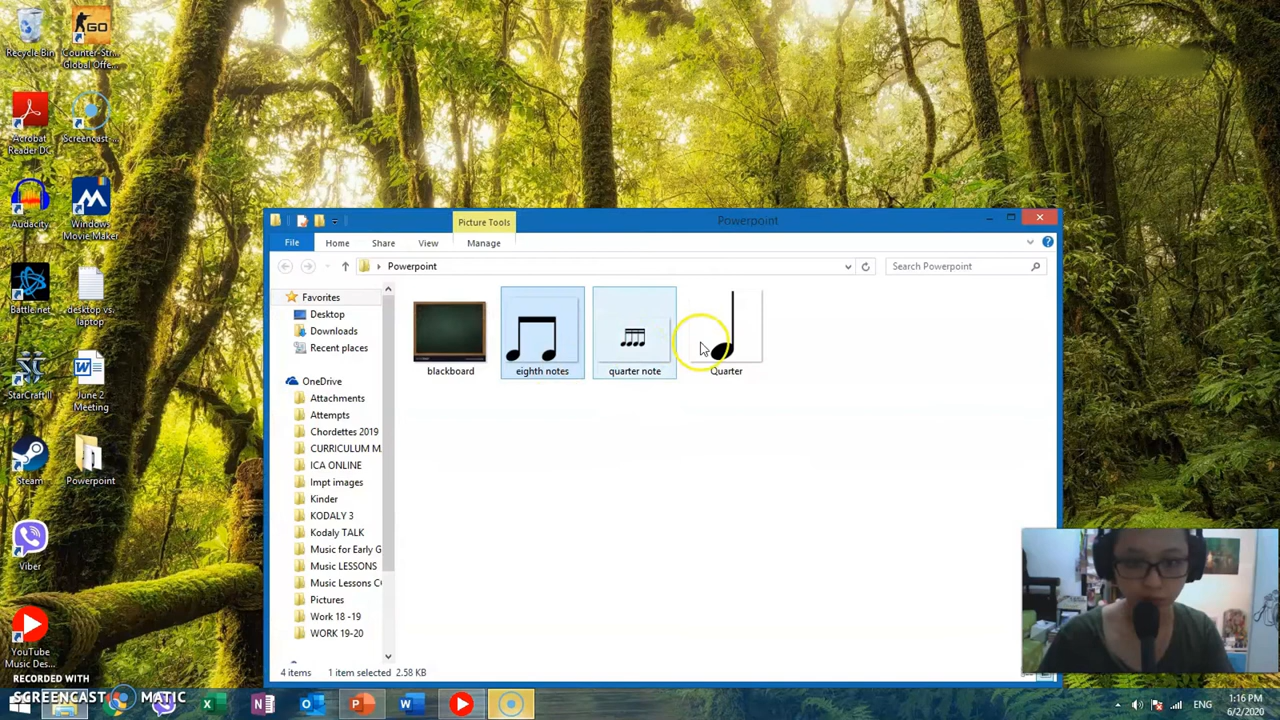 Recycle Bin
Counter-Str...
Global Offe...
GO
Acrobat
Reader DC
Screencast-...
Audacity
Windows
Movie Maker
Battle.net
desktop vs.
laptop
StarCraft II
June 2
Meeting
Steam
Powerpoint
Viber
YouTube
Music Des...
Picture Tools
Powerpoint
File
Home
Share
View
Manage
Powerpoint
Search Powerpoint
Favorites
Desktop
Downloads
Recent places
OneDrive
Attachments
Attempts
Chordettes 2019
CURRICULUM M
ICA ONLINE
Impt images
Kinder
KODALY 3
Kodaly TALK
Music for Early G
Music LESSONS
Music Lessons C
Pictures
Work 18 -19
WORK 19-20
blackboard
eighth notes
quarter note
Quarter
4 items
1 item selected 2.58 KB
RECORDED WITH
SCREENCAST MATIC
ENG
1:16 PM
6/2/2020